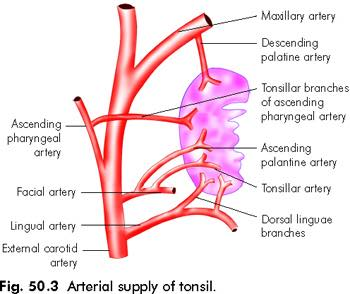 Maxillary artery
Descending
palatine artery
Tonsillar branches
of ascending
pharyngeal artery
Ascending
pharyngeal
artery
Ascending
palantine artery
Facial artery
Tonsillar artery
Lingual artery
Dorsal linguae
branches
External carotid
artery
Fig. 50.3 Arterial supply of tonsil.